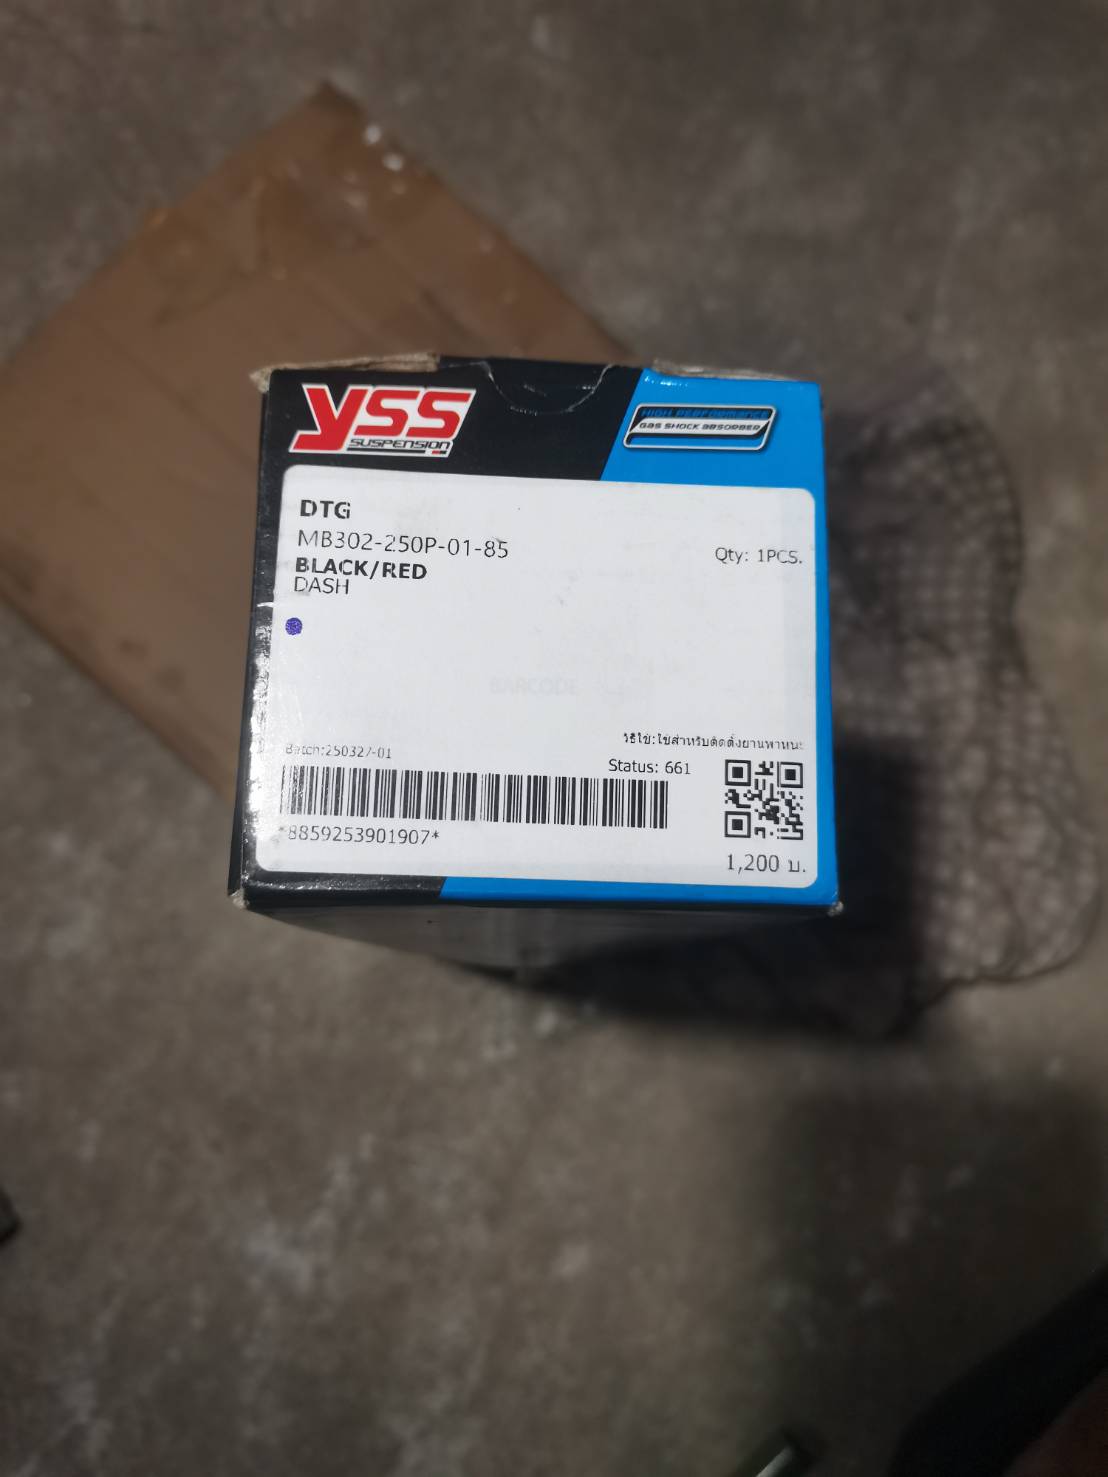 YSS
SUSPENSION
HIGH PERFORMANCE
GAS SHOCK ABSORBER
DTG
MB302-250P-01-85
Qty: 1PCS.
BLACK/RED
DASH
BARCODE
วิธีใช้:ใช้สำหรับติดตั้งยานพาหนะ
Batch:250327-01
Status: 661
*8859253901907*
1,200 บ.